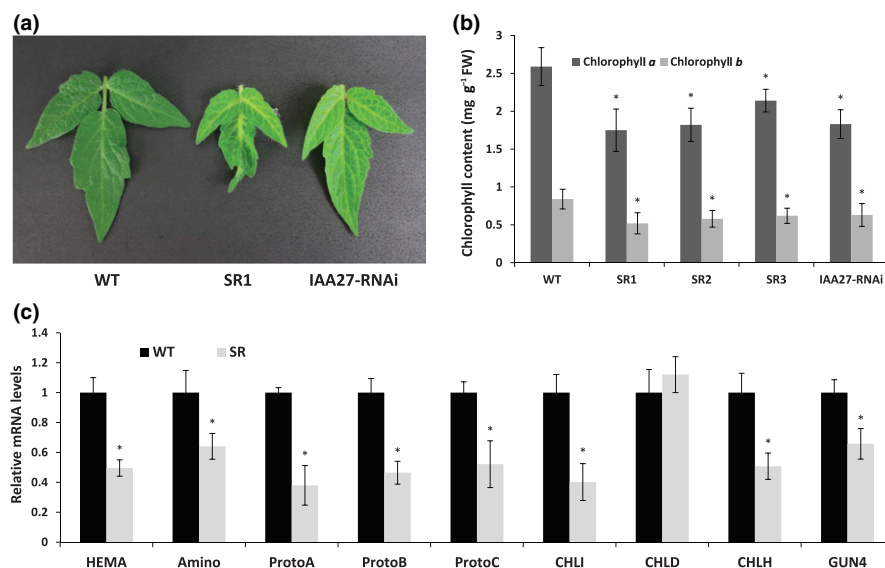 (a)
WT SR1 IAA27-RNAi
(b)
Chlorophyll content (mg g⁻¹ FW)
3
2.5
2
1.5
1
0.5
0
Chlorophyll a Chlorophyll b
* * * *
* * * *
WT SR1 SR2 SR3 IAA27-RNAi
(c)
Relative mRNA levels
1.4
1.2
1
0.8
0.6
0.4
0.2
0
WT SR
* * * * * * * *
HEMA Amino ProtoA ProtoB ProtoC CHLI CHLD CHLH GUN4